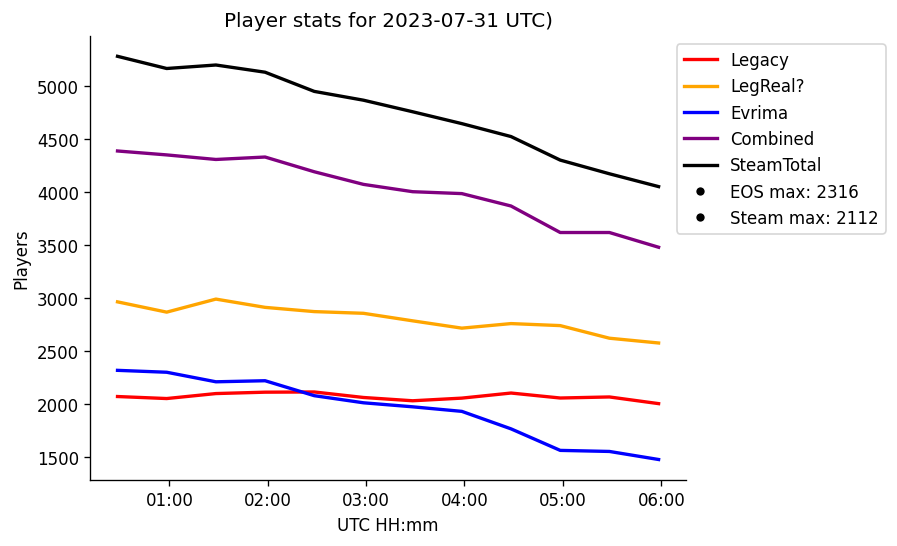 Player stats for 2023-07-31 UTC)
Legacy
LegReal?
Evrima
Combined
SteamTotal
EOS max: 2316
Steam max: 2112
Players
5000
4500
4000
3500
3000
2500
2000
1500
01:00 02:00 03:00 04:00 05:00 06:00
UTC HH:mm